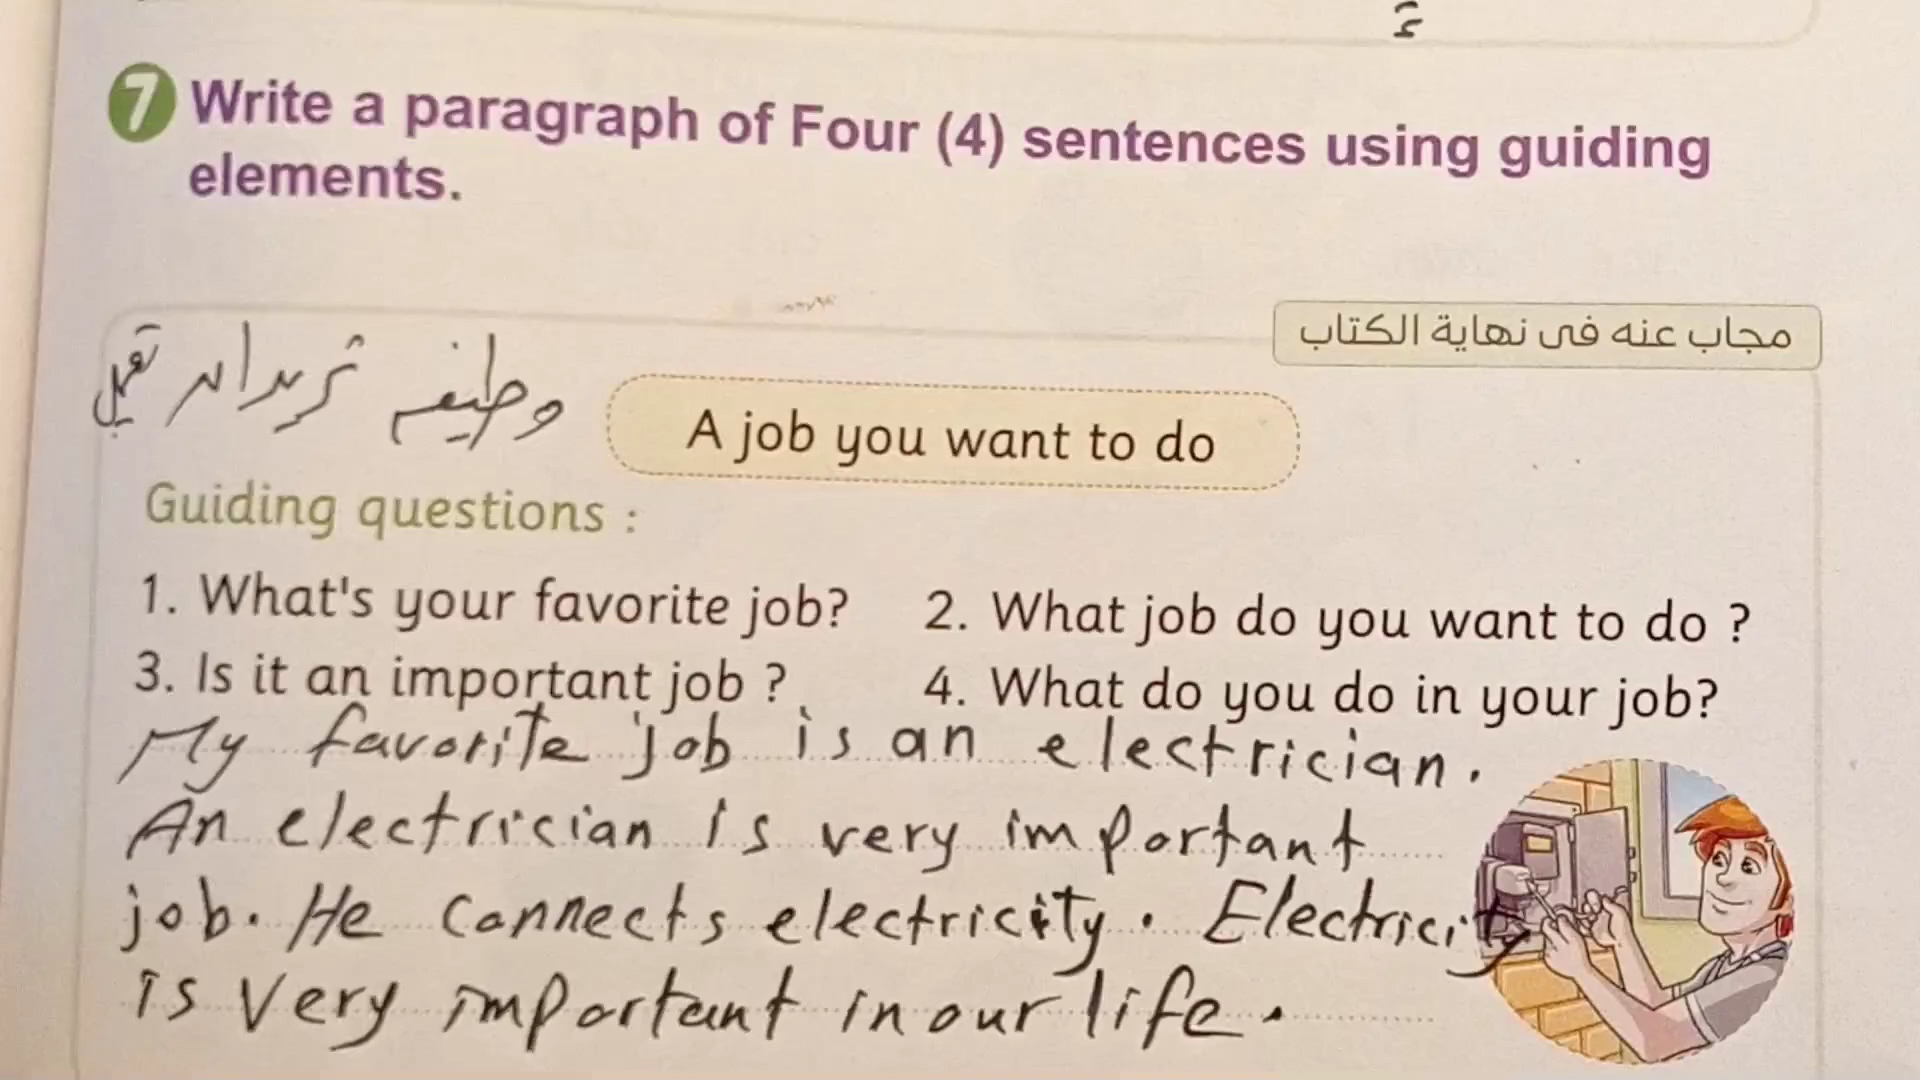 7 Write a paragraph of Four (4) sentences using guiding
elements.
مجاب عنه فى نهاية الكتاب
وظيفه تريد ان تعمل
A job you want to do
Guiding questions :
1. What's your favorite job? 2. What job do you want to do ?
3. Is it an important job ? 4. What do you do in your job?
My favorite job is an electrician.
An electrician is very important
job. He connects electricity. Electricity
is very important in our life.